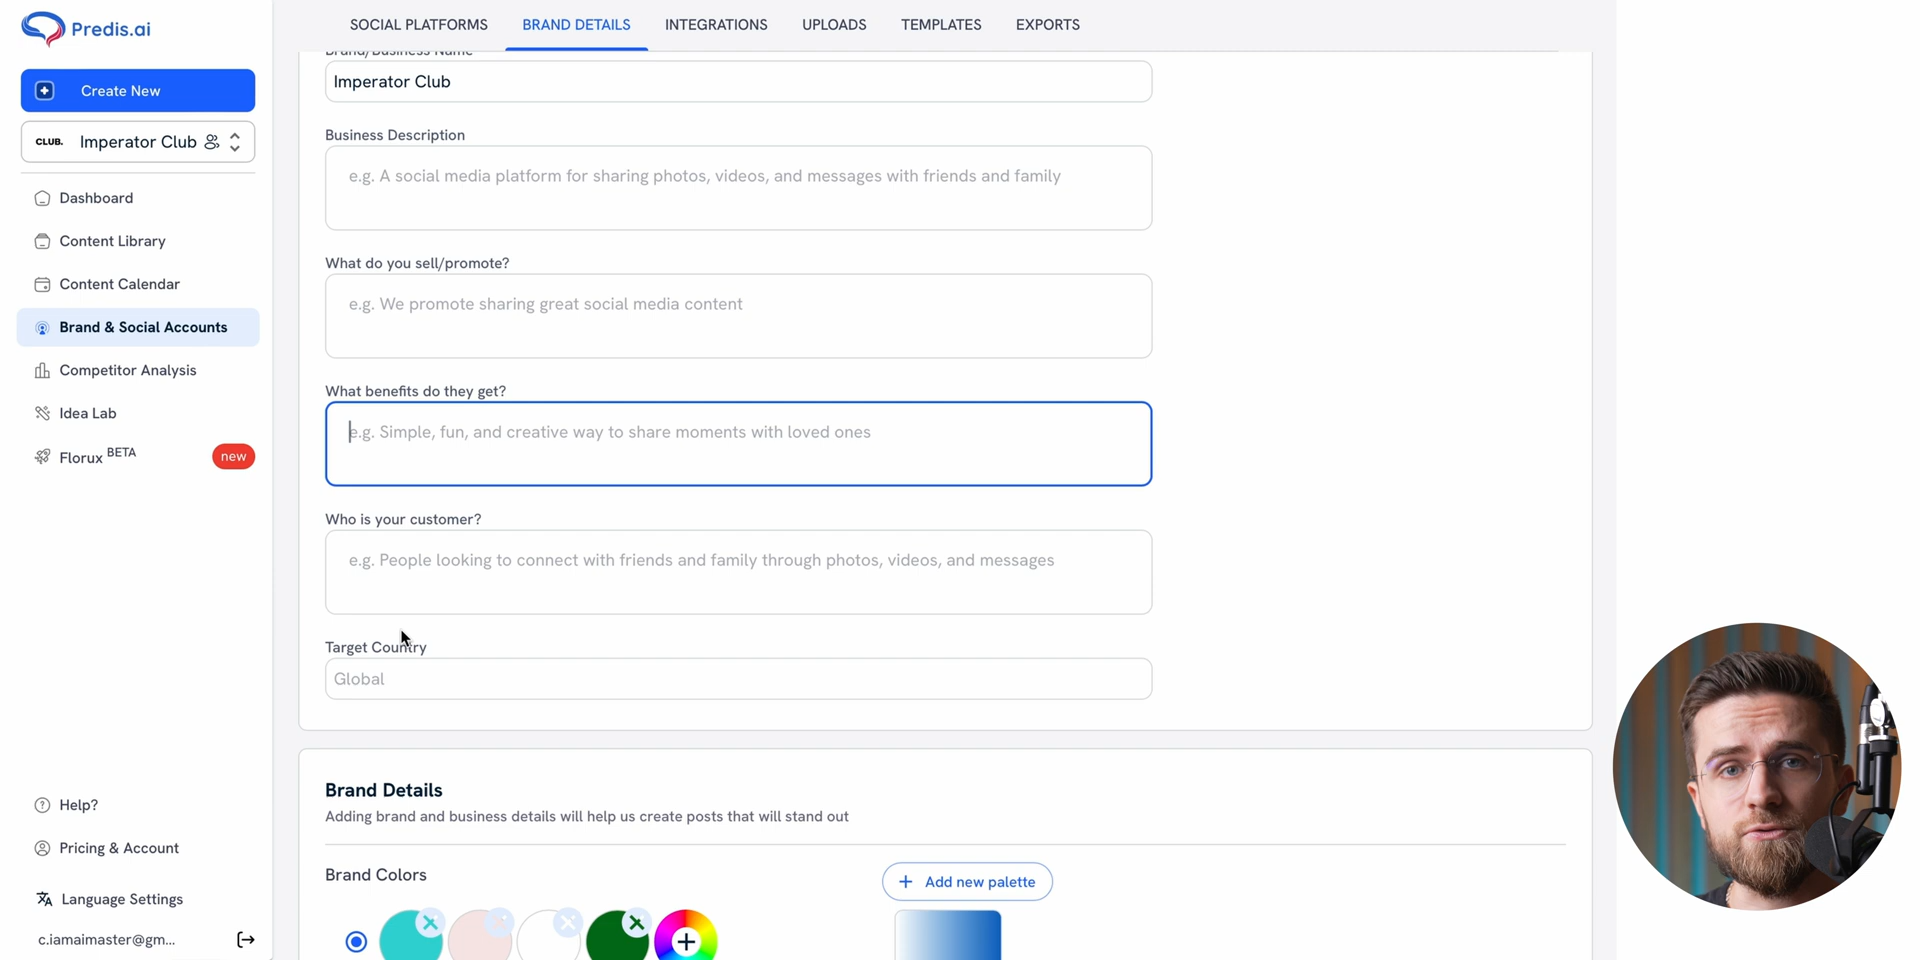 Predis.ai
SOCIAL PLATFORMS
BRAND DETAILS
INTEGRATIONS
UPLOADS
TEMPLATES
EXPORTS
Create New
CLUB.
Imperator Club
Dashboard
Content Library
Content Calendar
Brand & Social Accounts
Competitor Analysis
Idea Lab
Florux BETA
new
Help?
Pricing & Account
Language Settings
c.iamaimaster@gm...
Brand/Business Name
Imperator Club
Business Description
e.g. A social media platform for sharing photos, videos, and messages with friends and family
What do you sell/promote?
e.g. We promote sharing great social media content
What benefits do they get?
e.g. Simple, fun, and creative way to share moments with loved ones
Who is your customer?
e.g. People looking to connect with friends and family through photos, videos, and messages
Target Country
Global
Brand Details
Adding brand and business details will help us create posts that will stand out
Brand Colors
Add new palette